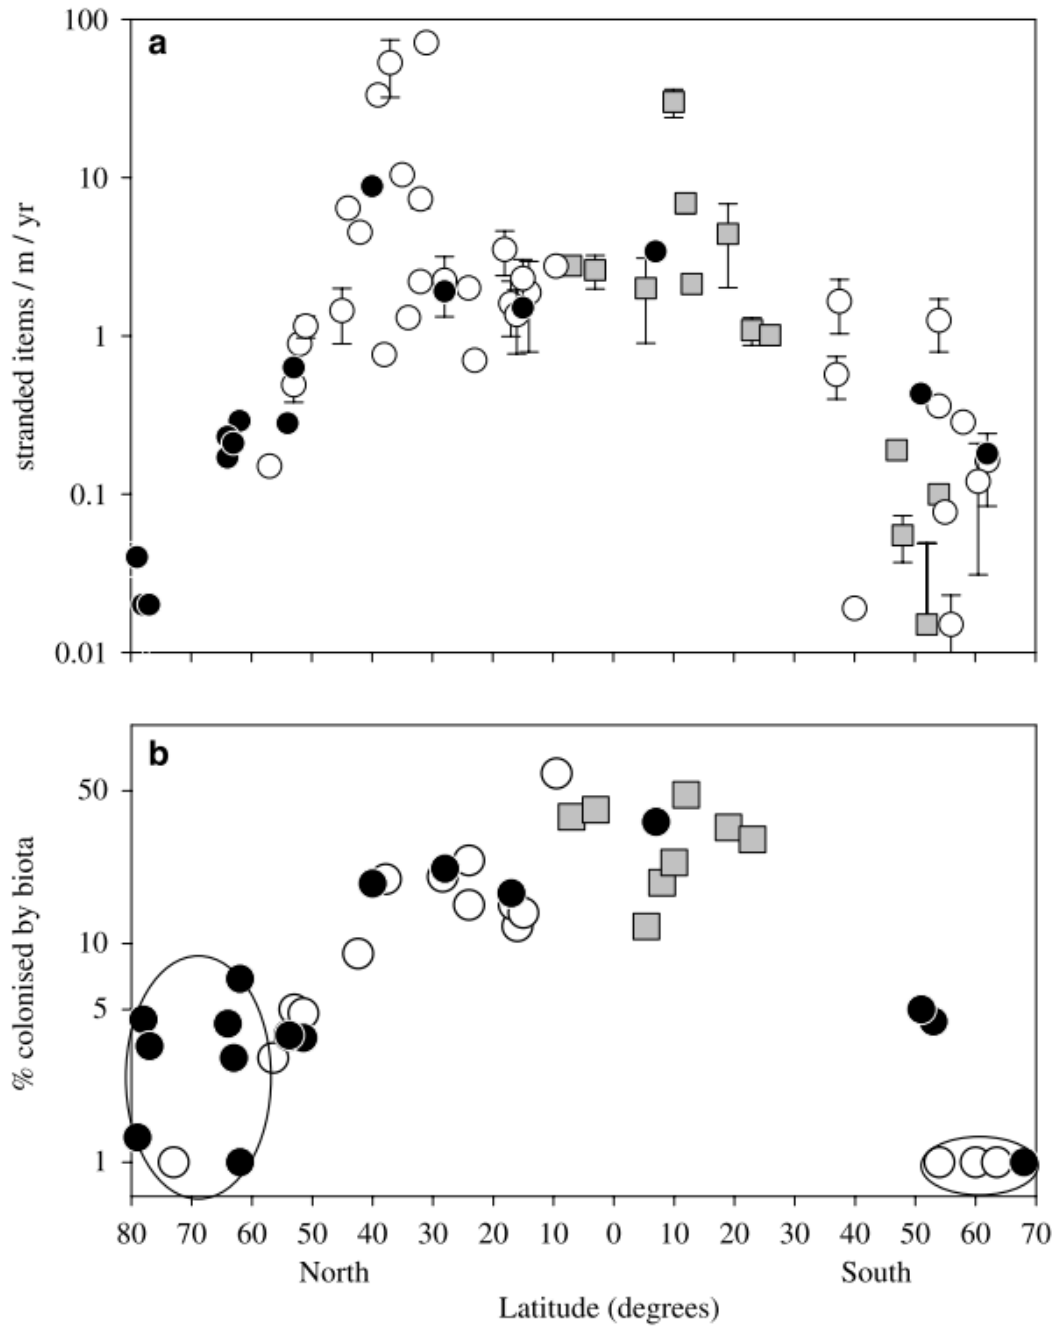 a
100
10
1
0.1
0.01
stranded items / m / yr
b
50
10
5
1
% colonised by biota
80 70 60 50 40 30 20 10 0 10 20 30 40 50 60 70
North South
Latitude (degrees)